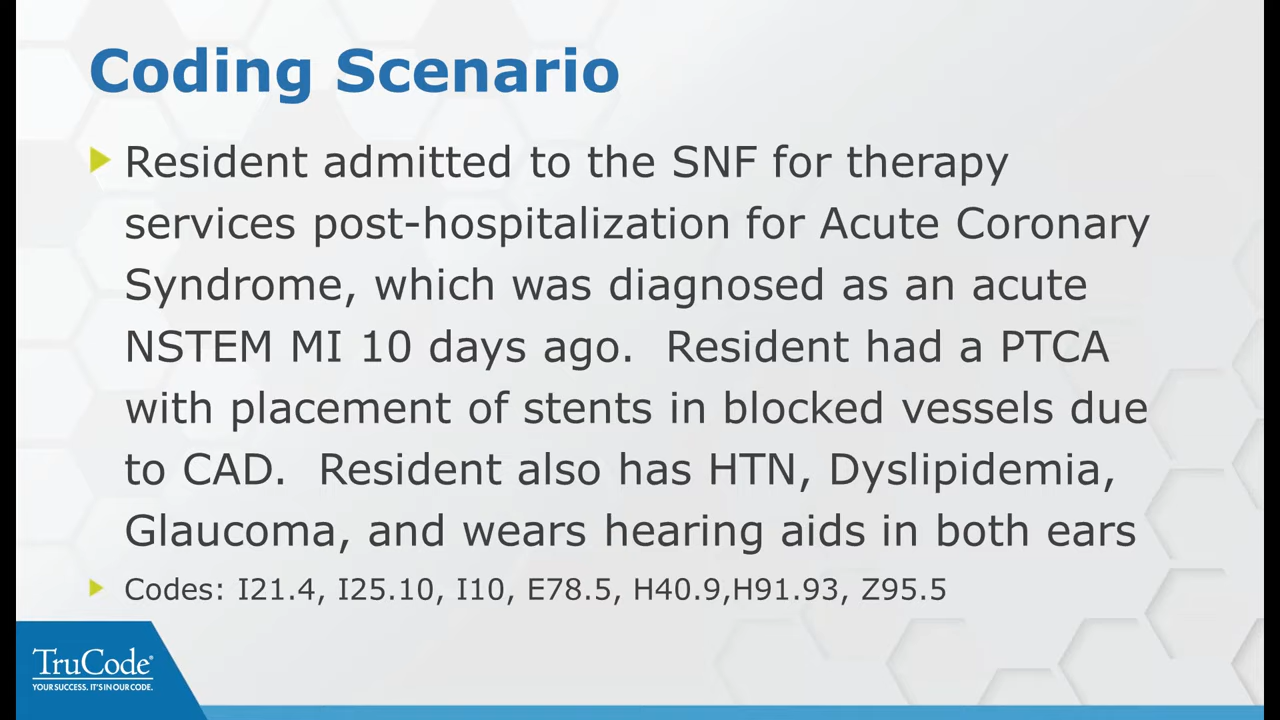 Coding Scenario
Resident admitted to the SNF for therapy
services post-hospitalization for Acute Coronary
Syndrome, which was diagnosed as an acute
NSTEM MI 10 days ago.  Resident had a PTCA
with placement of stents in blocked vessels due
to CAD.  Resident also has HTN, Dyslipidemia,
Glaucoma, and wears hearing aids in both ears
Codes: I21.4, I25.10, I10, E78.5, H40.9,H91.93, Z95.5
TruCode®
YOUR SUCCESS. IT'S IN OUR CODE.